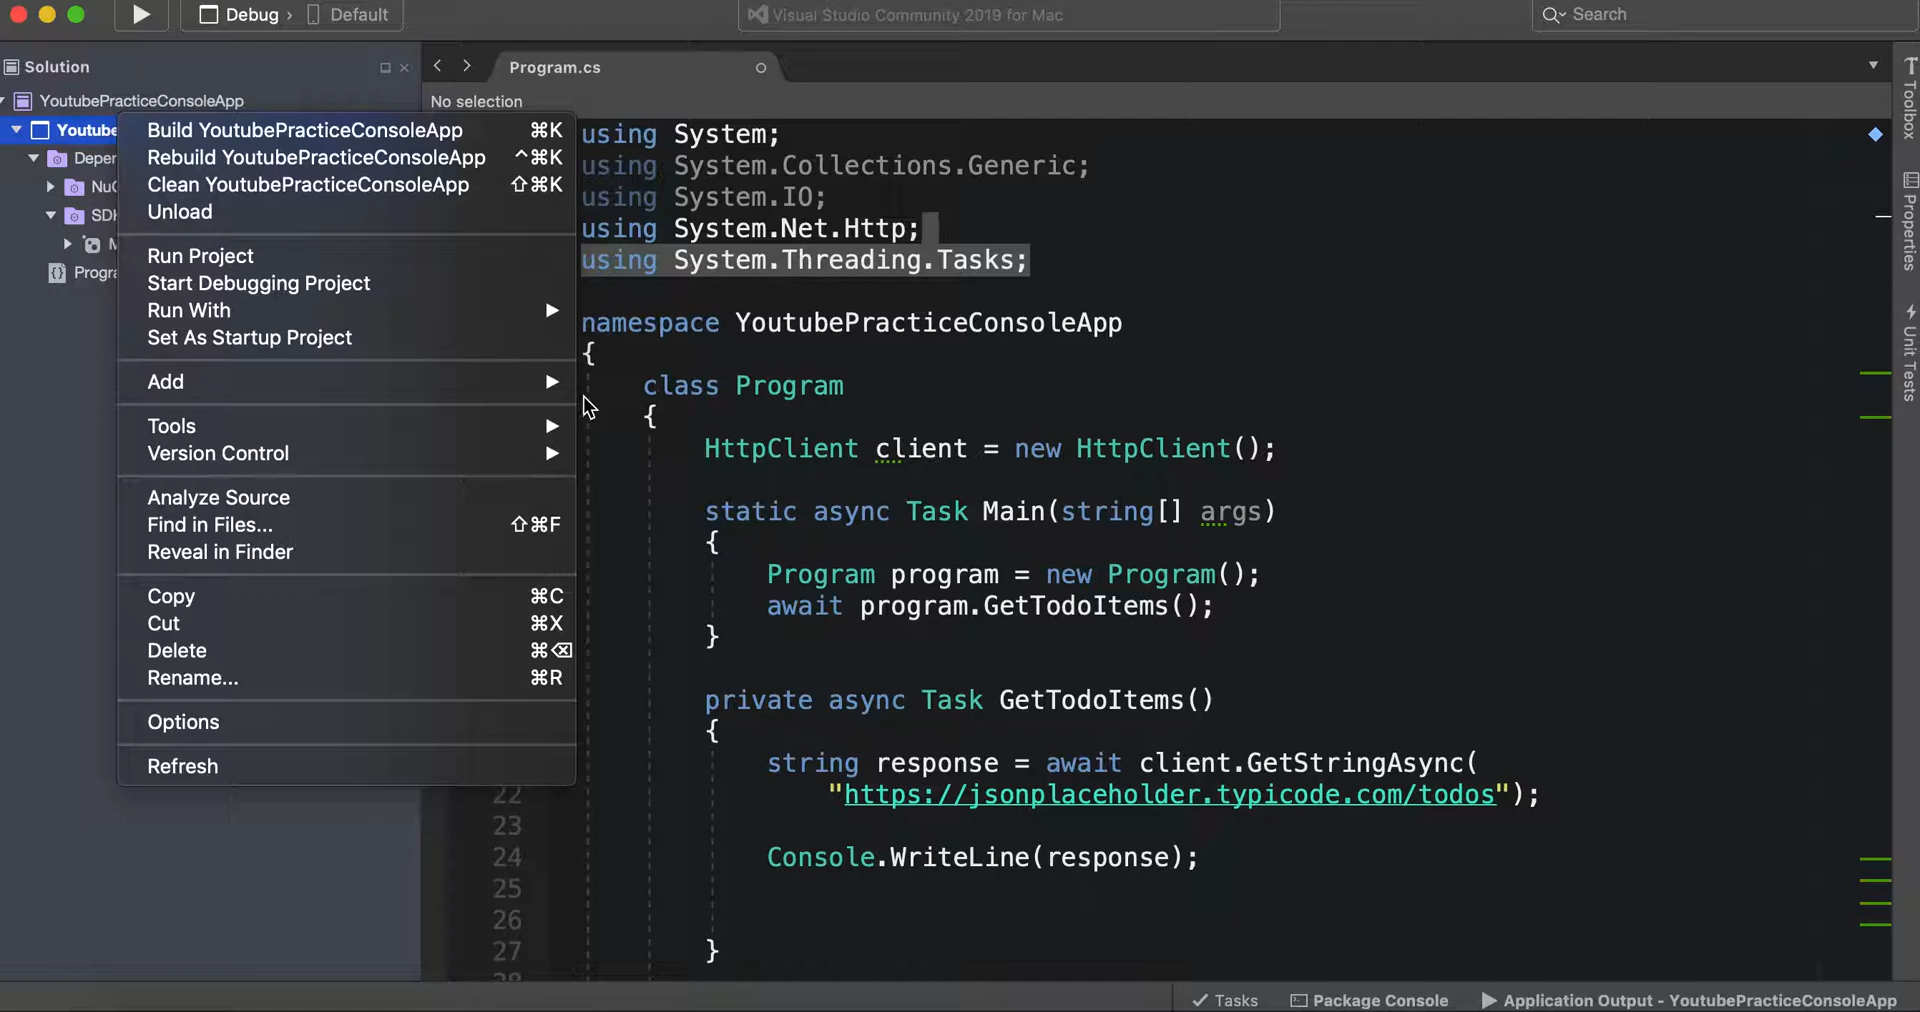 Debug › Default
Visual Studio Community 2019 for Mac
Search
Solution
Program.cs
YoutubePracticeConsoleApp
No selection
Youtube
Depen
SDK
Progra
Build YoutubePracticeConsoleApp ⌘K
Rebuild YoutubePracticeConsoleApp ^⌘K
Clean YoutubePracticeConsoleApp ⇧⌘K
Unload
Run Project
Start Debugging Project
Run With
Set As Startup Project
Add
Tools
Version Control
Analyze Source
Find in Files... ⇧⌘F
Reveal in Finder
Copy ⌘C
Cut ⌘X
Delete ⌘⌫
Rename... ⌘R
Options
Refresh
using System;
using System.Collections.Generic;
using System.IO;
using System.Net.Http;
using System.Threading.Tasks;
namespace YoutubePracticeConsoleApp
{
class Program
{
HttpClient client = new HttpClient();
static async Task Main(string[] args)
{
Program program = new Program();
await program.GetTodoItems();
}
private async Task GetTodoItems()
{
string response = await client.GetStringAsync(
22 "https://jsonplaceholder.typicode.com/todos");
23
24 Console.WriteLine(response);
25
26
27 }
Toolbox
Properties
Unit Tests
Tasks
Package Console
Application Output - YoutubePracticeConsoleApp